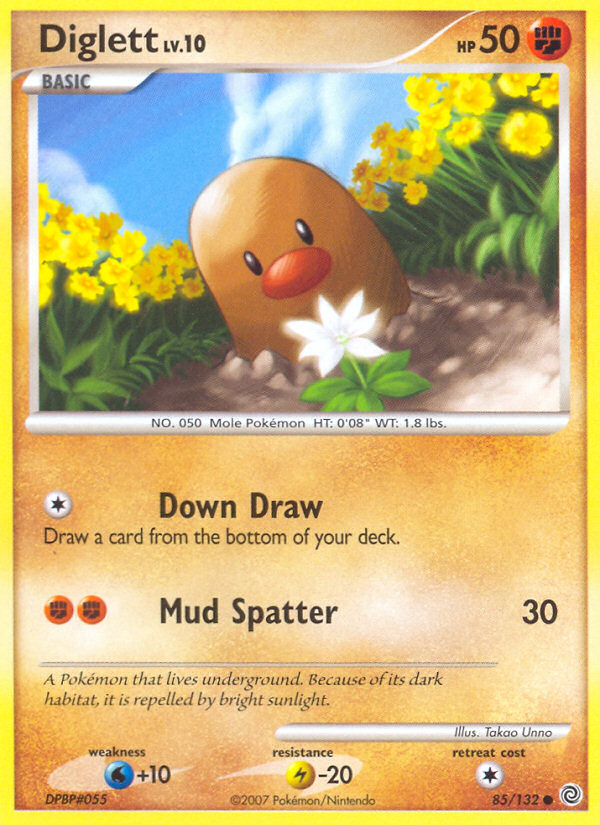 Diglett LV.10
HP 50
BASIC
NO. 050 Mole Pokémon HT: 0'08" WT: 1.8 lbs.
Down Draw
Draw a card from the bottom of your deck.
Mud Spatter 30
A Pokémon that lives underground. Because of its dark
habitat, it is repelled by bright sunlight.
Illus. Takao Unno
weakness resistance retreat cost
+10 -20
DPBP#055 ©2007 Pokémon/Nintendo 85/132